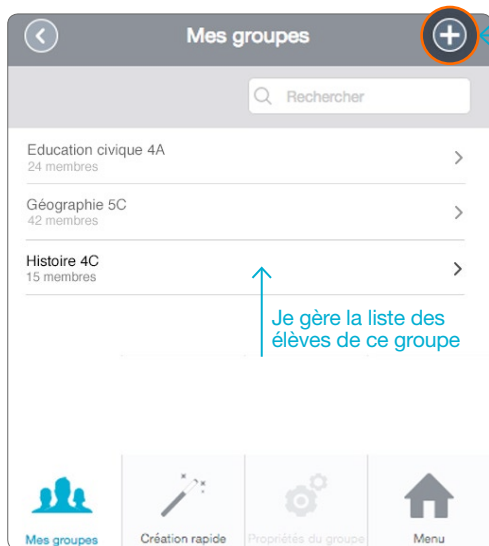 Mes groupes
Rechercher
Education civique 4A
24 membres
Géographie 5C
42 membres
Histoire 4C
15 membres
Je gère la liste des
élèves de ce groupe
Mes groupes
Création rapide
Propriétés du groupe
Menu